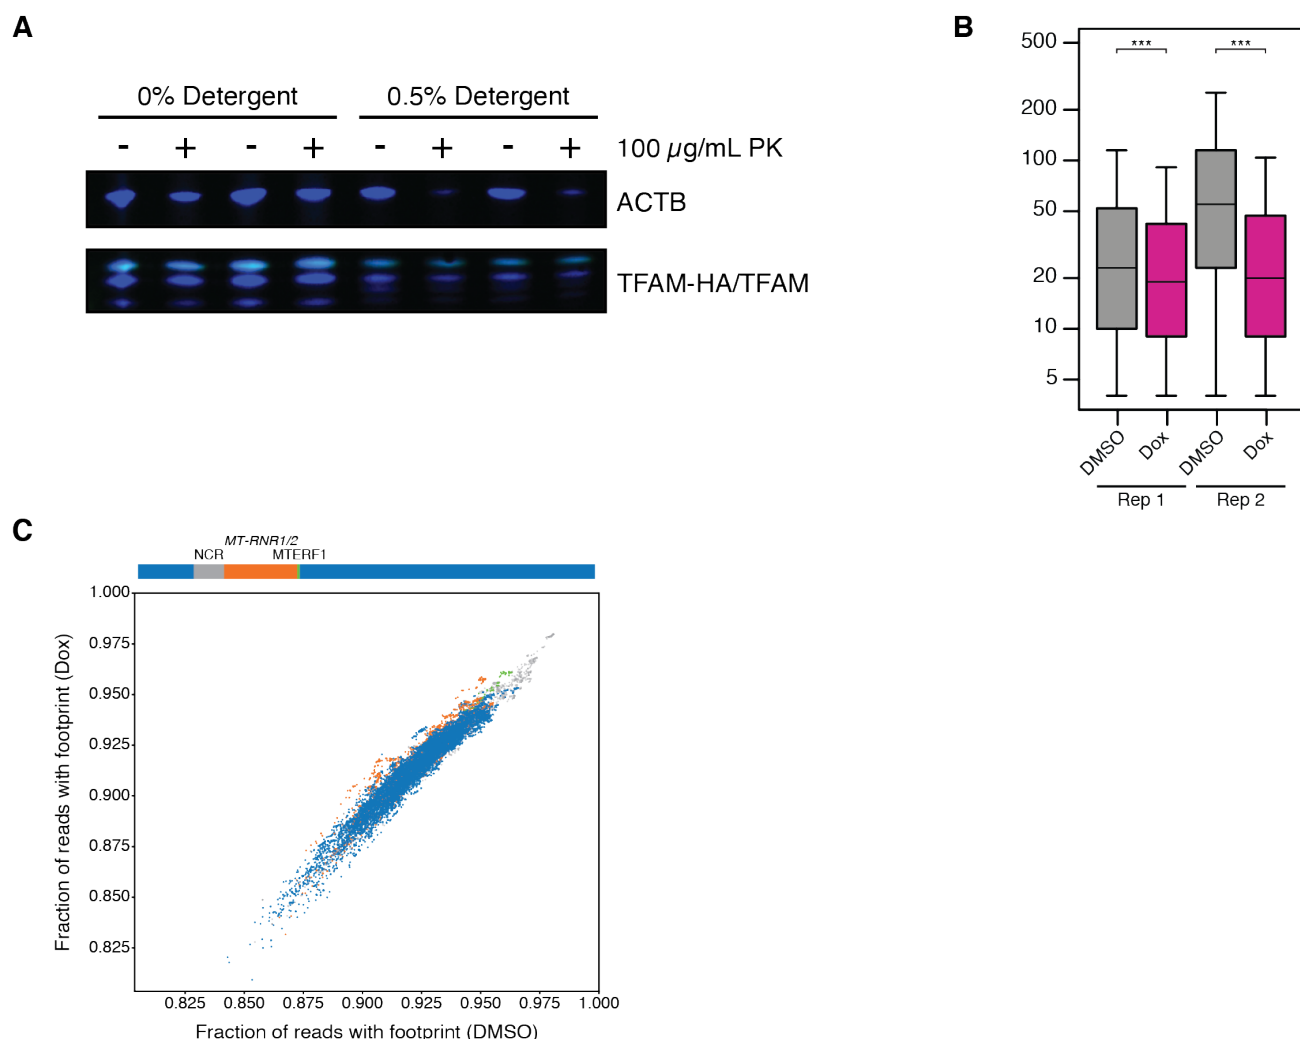 A
0% Detergent 0.5% Detergent
- + - + - + - + 100 µg/mL PK
ACTB
TFAM-HA/TFAM
B
500
200
100
50
20
10
5
*** ***
DMSO Dox DMSO Dox
Rep 1 Rep 2
C
MT-RNR1/2
NCR MTERF1
1.000
0.975
0.950
0.925
0.900
0.875
0.850
0.825
Fraction of reads with footprint (Dox)
0.825 0.850 0.875 0.900 0.925 0.950 0.975 1.000
Fraction of reads with footprint (DMSO)